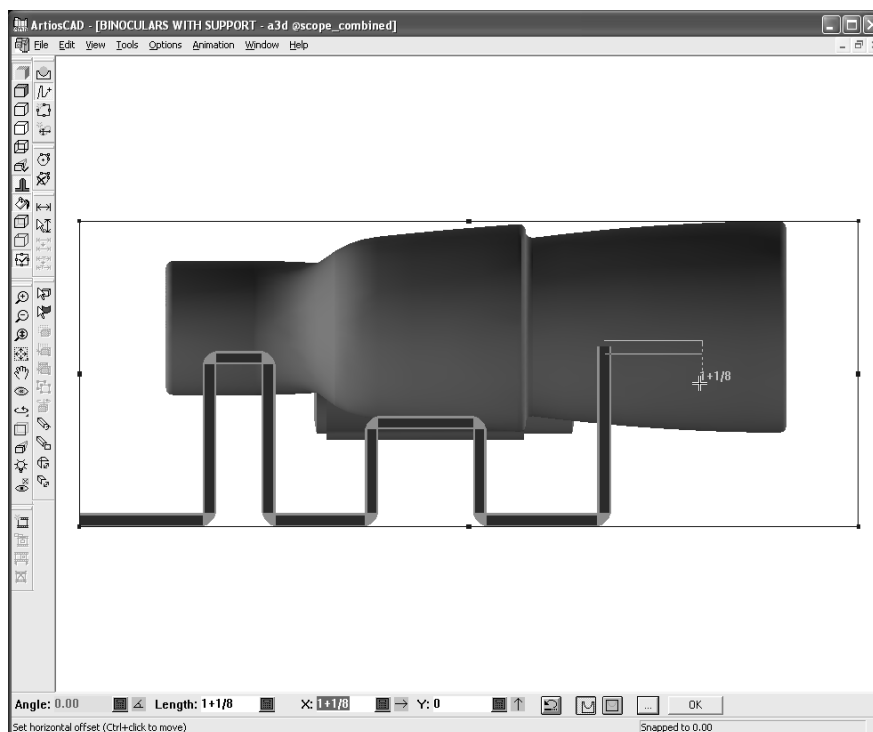 ArtiosCAD - [BINOCULARS WITH SUPPORT - a3d @scope_combined]
File Edit View Tools Options Animation Window Help
1+1/8
Angle: 0.00 Length: 1+1/8 X: 1+1/8 Y: 0 ... OK
Set horizontal offset (Ctrl+click to move) Snapped to 0.00